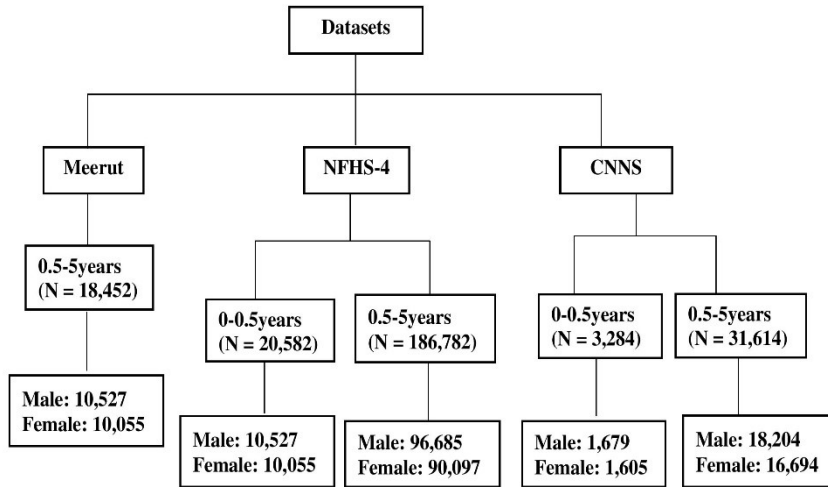 Datasets
Meerut
NFHS-4
CNNS
0.5-5years
(N = 18,452)
0-0.5years
(N = 20,582)
0.5-5years
(N = 186,782)
0-0.5years
(N = 3,284)
0.5-5years
(N = 31,614)
Male: 10,527
Female: 10,055
Male: 10,527
Female: 10,055
Male: 96,685
Female: 90,097
Male: 1,679
Female: 1,605
Male: 18,204
Female: 16,694